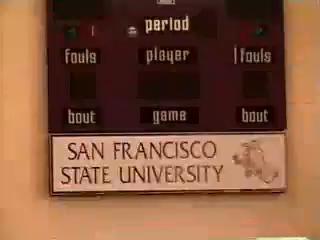 period
fouls player fouls
bout game bout
SAN FRANCISCO
STATE UNIVERSITY